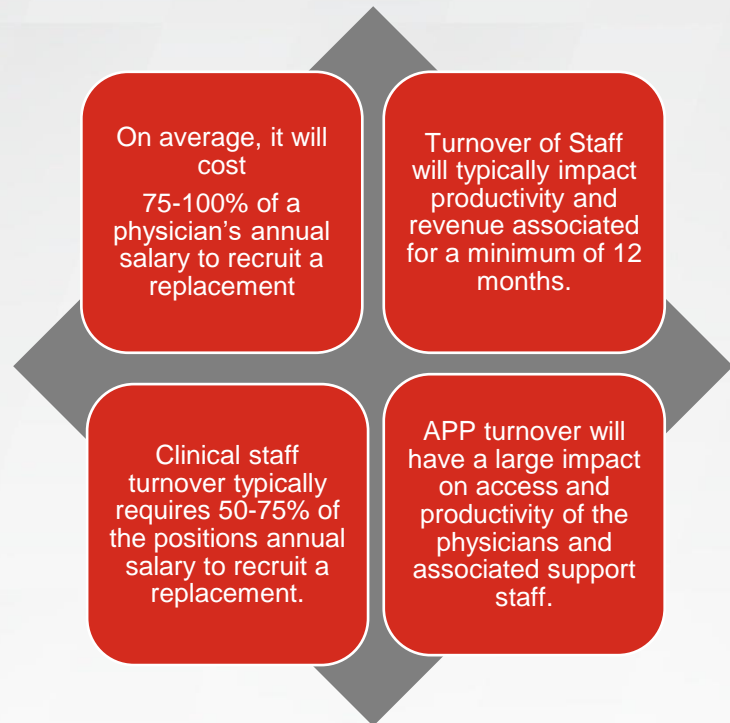 On average, it will
cost
75-100% of a
physician’s annual
salary to recruit a
replacement
Turnover of Staff
will typically impact
productivity and
revenue associated
for a minimum of 12
months.
Clinical staff
turnover typically
requires 50-75% of
the positions annual
salary to recruit a
replacement.
APP turnover will
have a large impact
on access and
productivity of the
physicians and
associated support
staff.